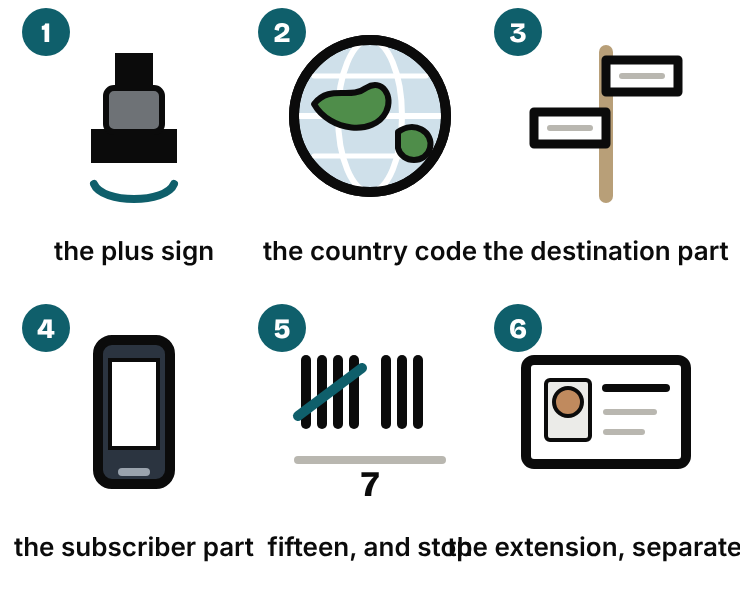 1
2
3
the plus sign
the country code
the destination part
4
5
6
7
the subscriber part
fifteen, and stop
the extension, separate